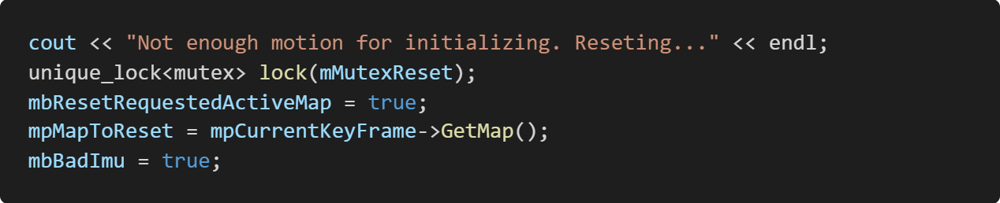 cout << "Not enough motion for initializing. Reseting..." << endl;
unique_lock<mutex> lock(mMutexReset);
mbResetRequestedActiveMap = true;
mpMapToReset = mpCurrentKeyFrame->GetMap();
mbBadImu = true;